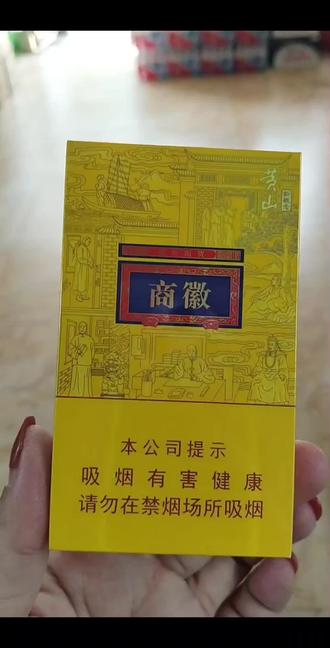 黄山
徽商
本公司提示
吸烟有害健康
请勿在禁烟场所吸烟